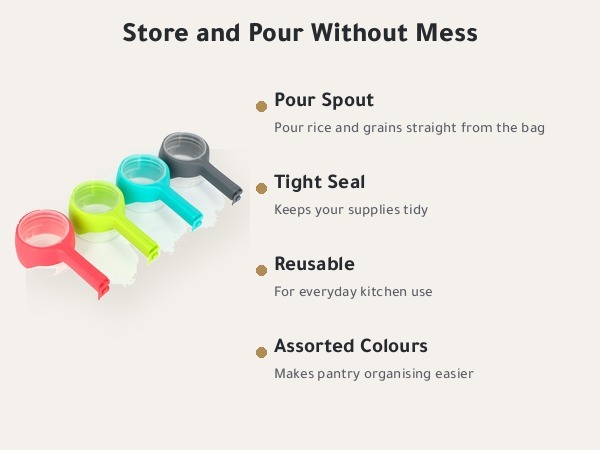 Store and Pour Without Mess
Pour Spout
Pour rice and grains straight from the bag
Tight Seal
Keeps your supplies tidy
Reusable
For everyday kitchen use
Assorted Colours
Makes pantry organising easier